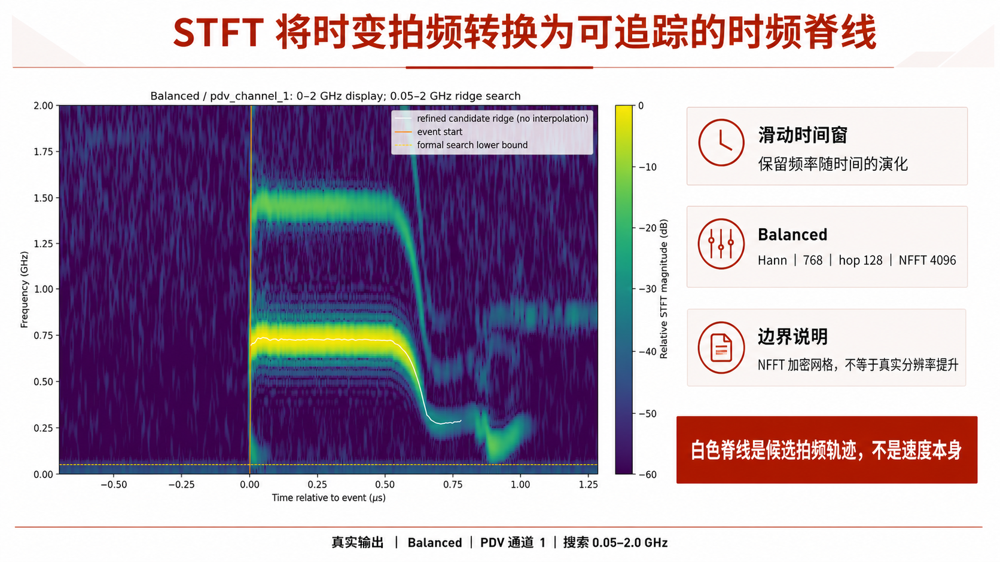 STFT 将时变拍频转换为可追踪的时频脊线
Balanced / pdv_channel_1: 0–2 GHz display; 0.05–2 GHz ridge search
refined candidate ridge (no interpolation)
event start
formal search lower bound
Frequency (GHz)
2.00
1.75
1.50
1.25
1.00
0.75
0.50
0.25
0.00
−0.50
−0.25
0.00
0.25
0.50
0.75
1.00
1.25
Time relative to event (μs)
0
−10
−20
−30
−40
−50
−60
Relative STFT magnitude (dB)
滑动时间窗
保留频率随时间的演化
Balanced
Hann | 768 | hop 128 | NFFT 4096
边界说明
NFFT 加密网格，不等于真实分辨率提升
白色脊线是候选拍频轨迹，不是速度本身
真实输出 | Balanced | PDV 通道 1 | 搜索 0.05–2.0 GHz